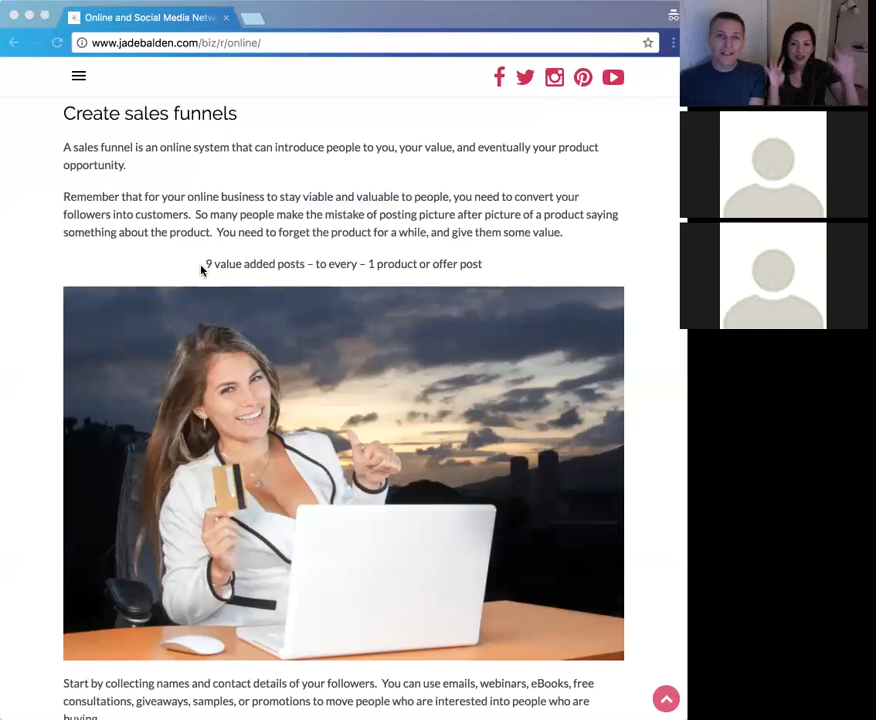 Online and Social Media Netw
www.jadebalden.com/biz/r/online/
Create sales funnels
A sales funnel is an online system that can introduce people to you, your value, and eventually your product
opportunity.
Remember that for your online business to stay viable and valuable to people, you need to convert your
followers into customers.  So many people make the mistake of posting picture after picture of a product saying
something about the product.  You need to forget the product for a while, and give them some value.
9 value added posts – to every – 1 product or offer post
Start by collecting names and contact details of your followers.  You can use emails, webinars, eBooks, free
consultations, giveaways, samples, or promotions to move people who are interested into people who are
buying.